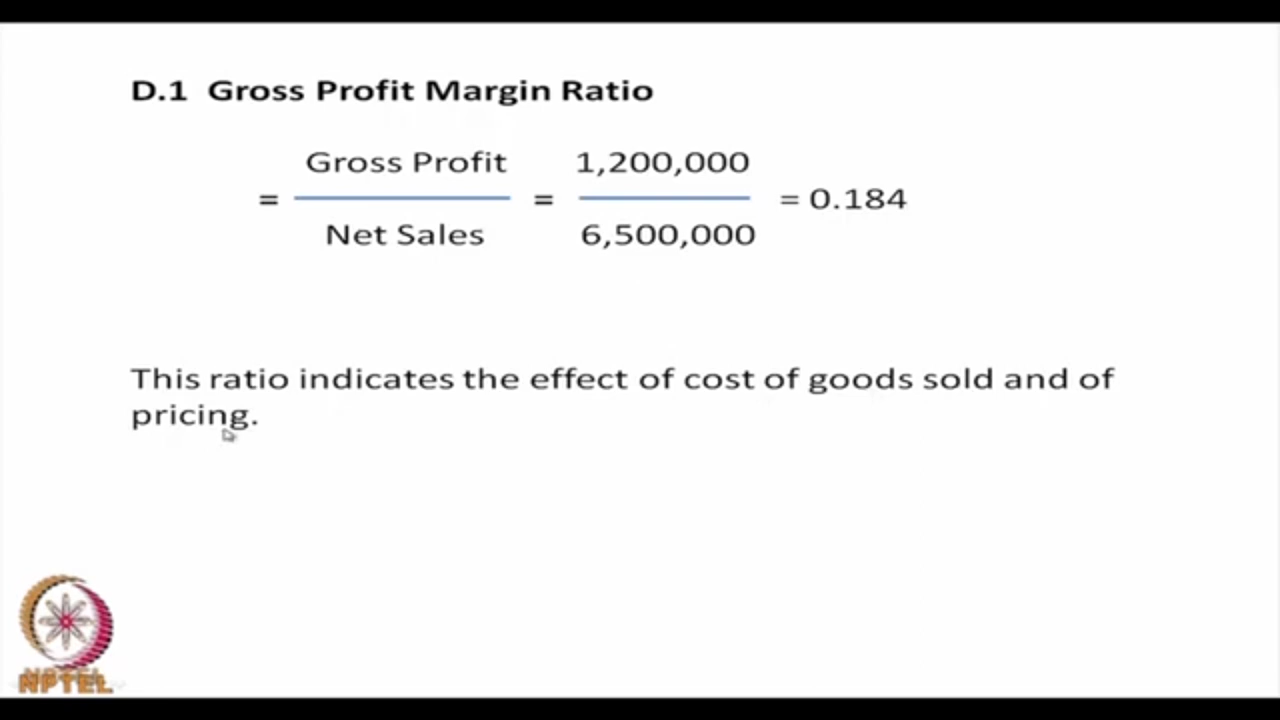 D.1 Gross Profit Margin Ratio
= Gross Profit / Net Sales = 1,200,000 / 6,500,000 = 0.184
This ratio indicates the effect of cost of goods sold and of
pricing.
NPTEL